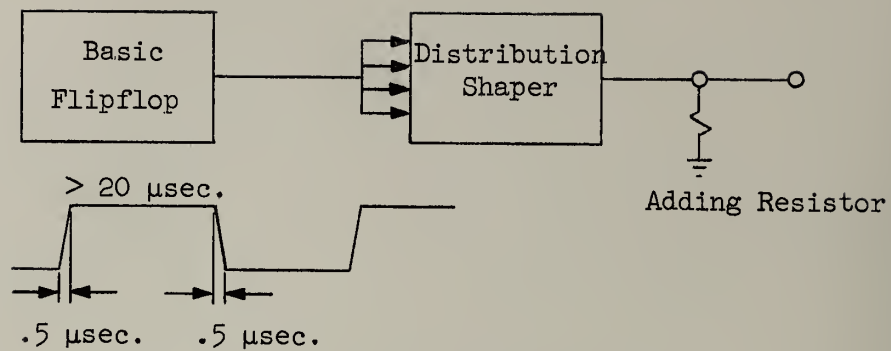 Basic
Flipflop
Distribution
Shaper
> 20 μsec.
Adding Resistor
.5 μsec.
.5 μsec.